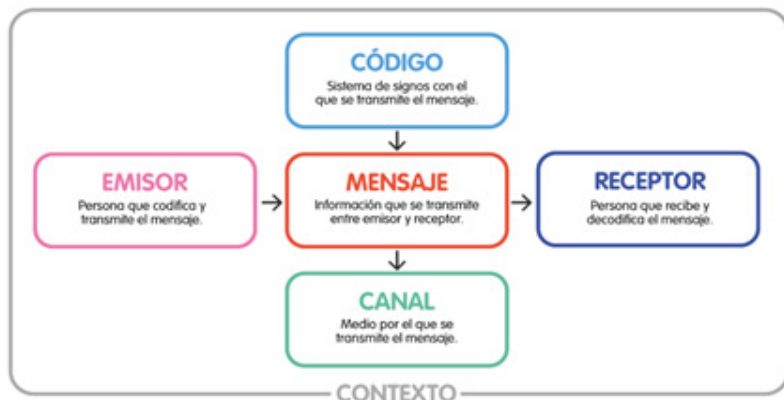 CÓDIGO
Sistema de signos con el
que se transmite el mensaje.
EMISOR
Persona que codifica y
transmite el mensaje.
MENSAJE
Información que se transmite
entre emisor y receptor.
RECEPTOR
Persona que recibe y
decodifica el mensaje.
CANAL
Medio por el que se
transmite el mensaje.
CONTEXTO